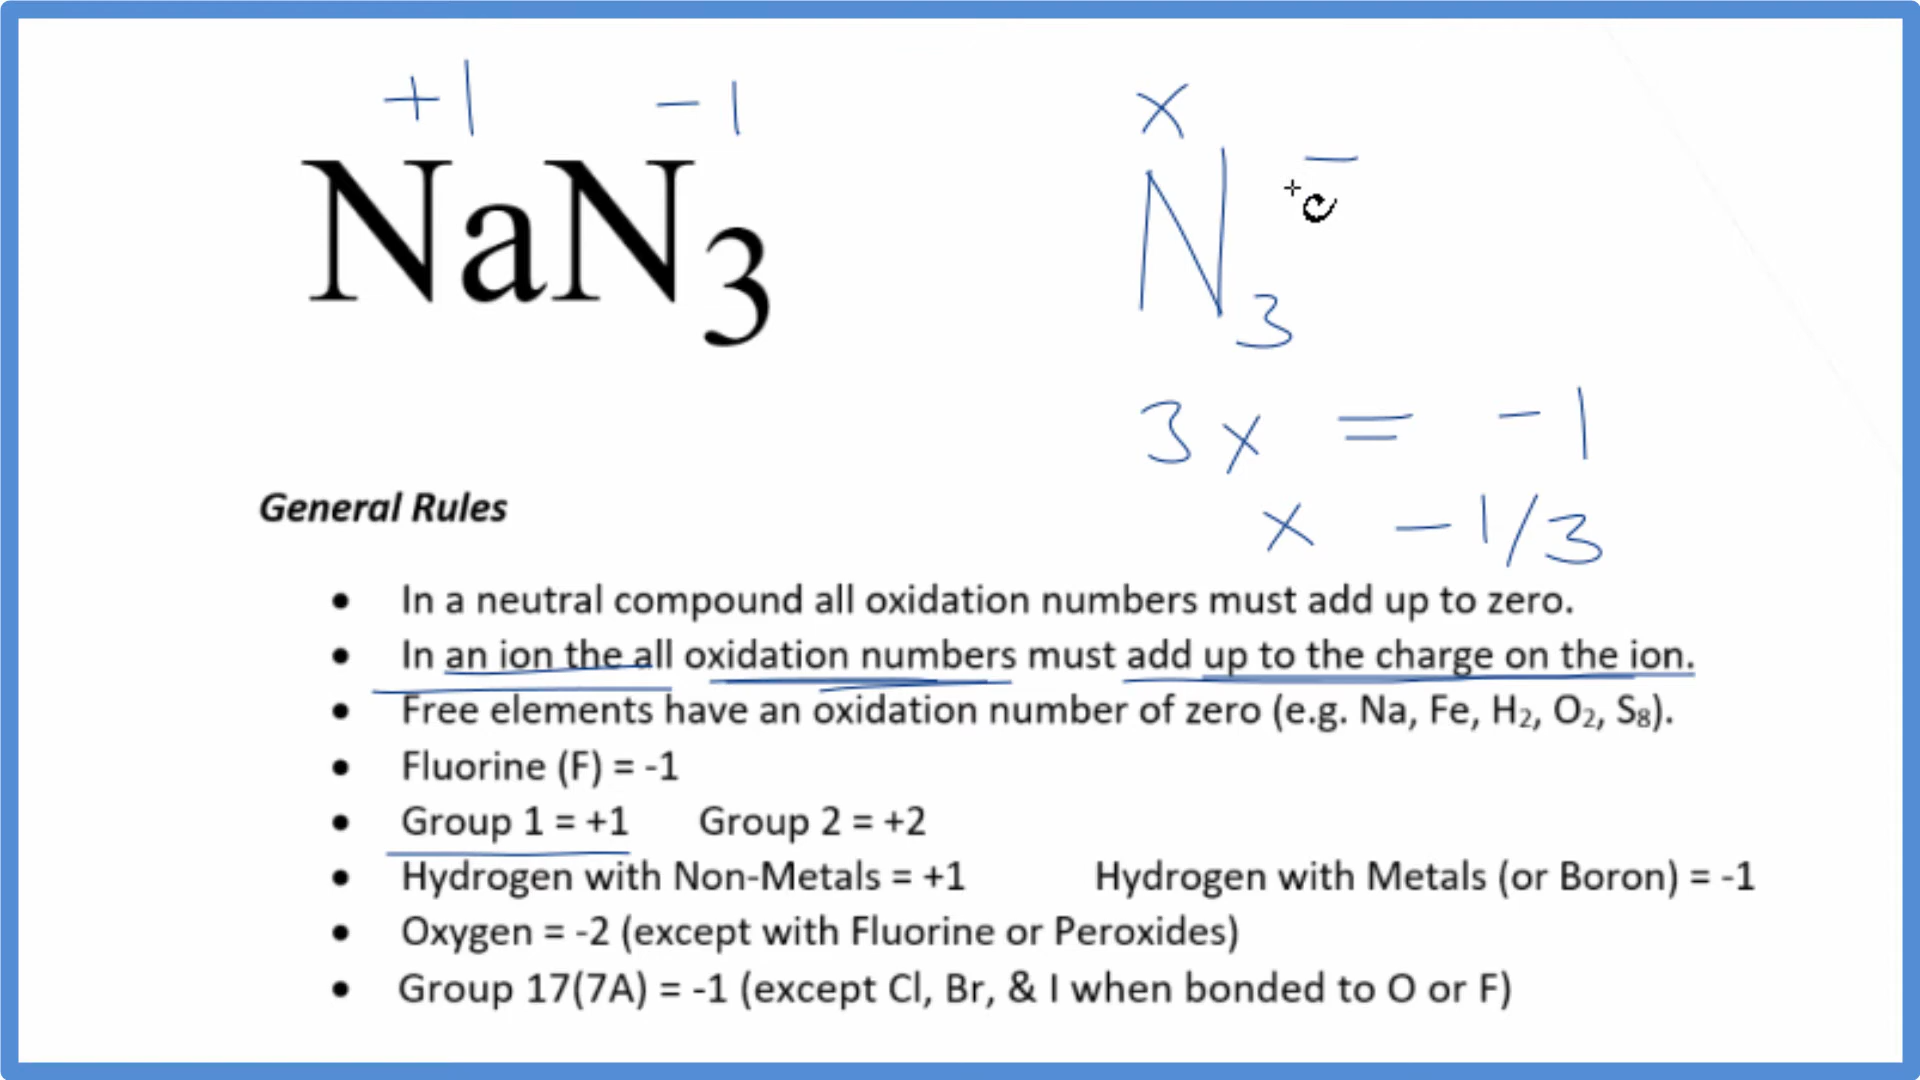 +1 -1
NaN3
x
N3 -
3x = -1
x -1/3
General Rules
• In a neutral compound all oxidation numbers must add up to zero.
• In an ion the all oxidation numbers must add up to the charge on the ion.
• Free elements have an oxidation number of zero (e.g. Na, Fe, H2, O2, S8).
• Fluorine (F) = -1
• Group 1 = +1 Group 2 = +2
• Hydrogen with Non-Metals = +1 Hydrogen with Metals (or Boron) = -1
• Oxygen = -2 (except with Fluorine or Peroxides)
• Group 17(7A) = -1 (except Cl, Br, & I when bonded to O or F)